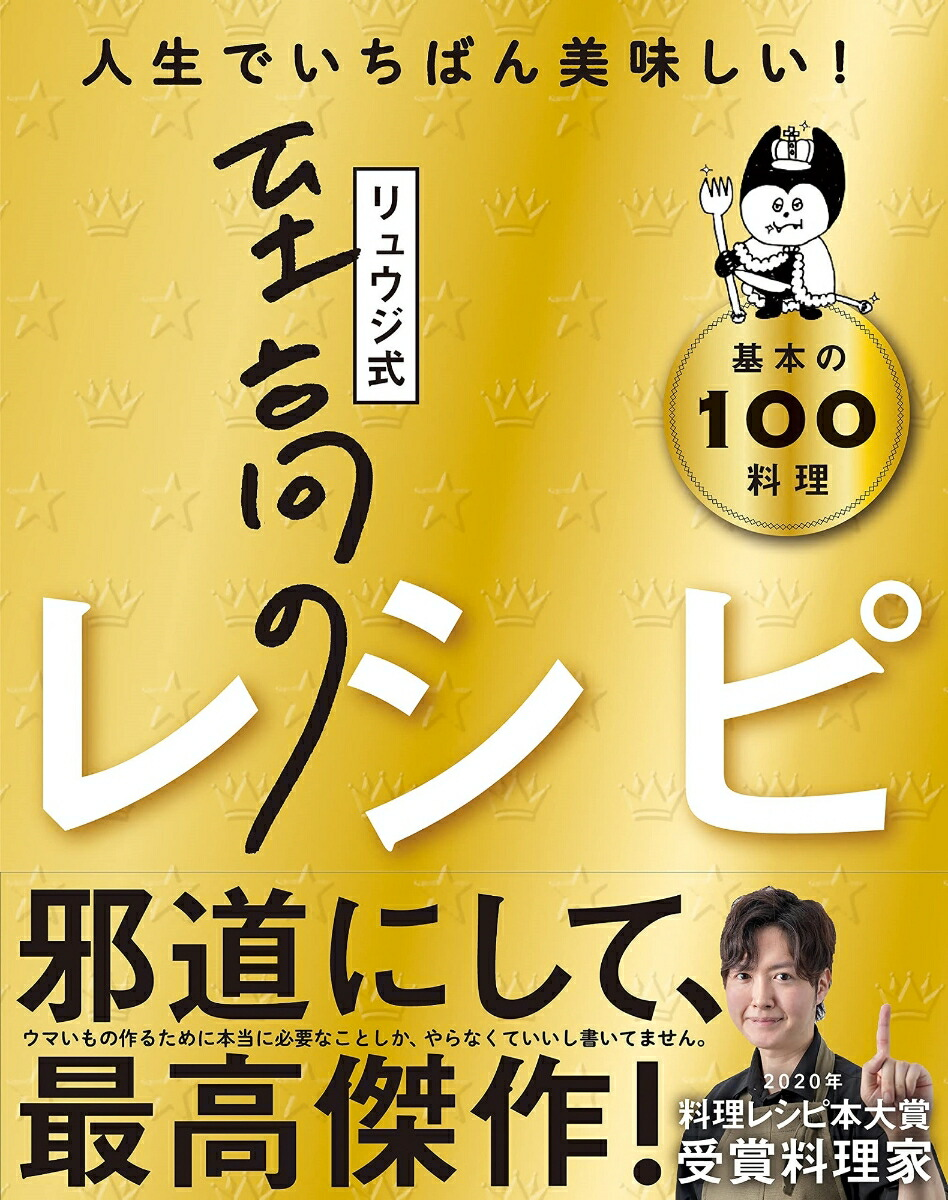 人生でいちばん美味しい!
リュウジ式
至高の
レシピ
基本の
100
料理
邪道にして、
ウマいもの作るために本当に必要なことしか、やらなくていいし書いてません。
最高傑作!
2020年
料理レシピ本大賞
受賞料理家